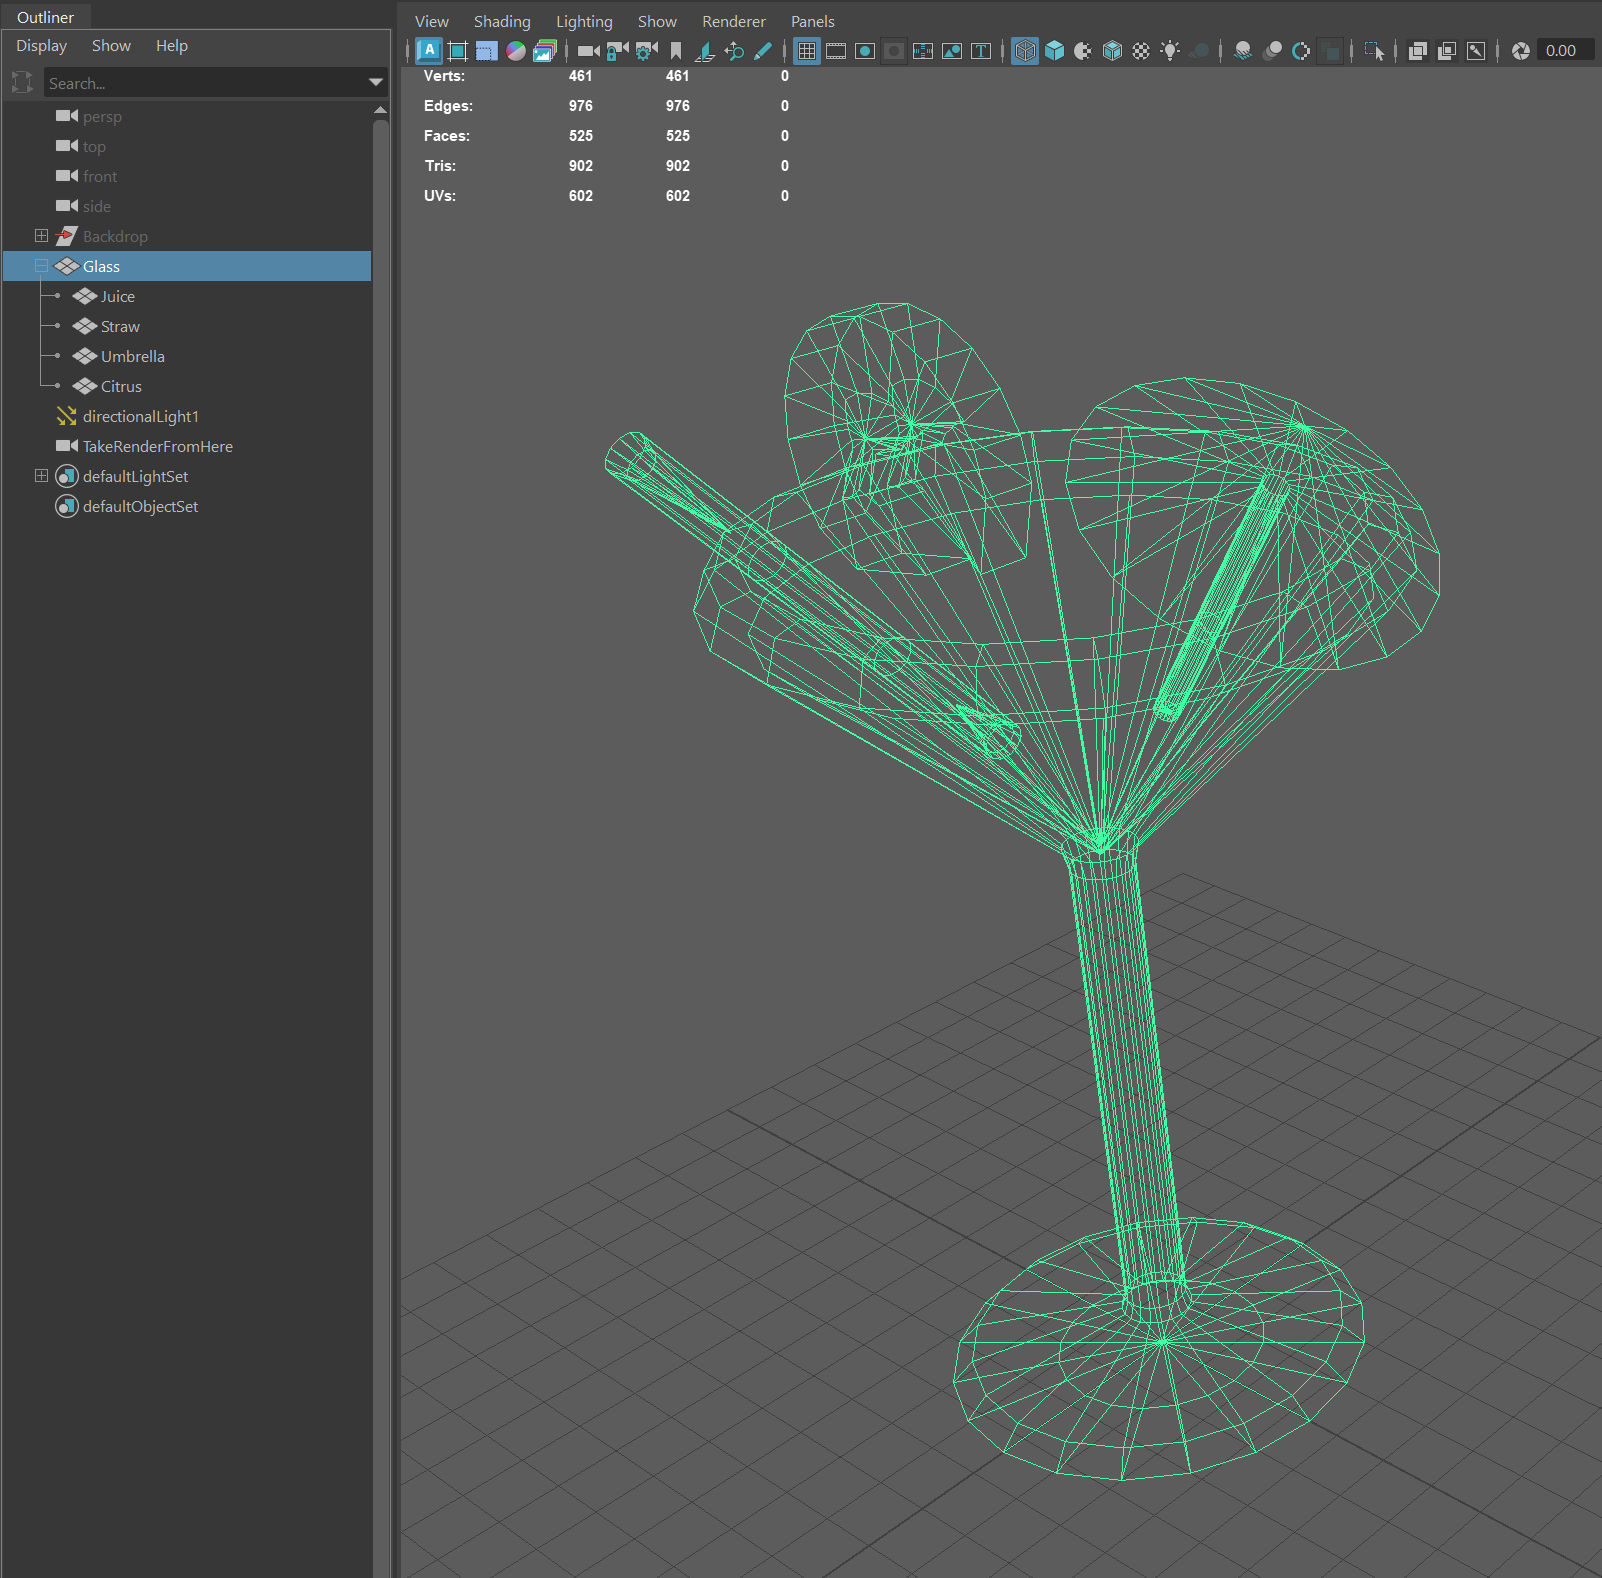 Outliner
Display Show Help
Search...
persp
top
front
side
Backdrop
Glass
Juice
Straw
Umbrella
Citrus
directionalLight1
TakeRenderFromHere
defaultLightSet
defaultObjectSet
View Shading Lighting Show Renderer Panels
A T 0.00
Verts: 461 461 0
Edges: 976 976 0
Faces: 525 525 0
Tris: 902 902 0
UVs: 602 602 0